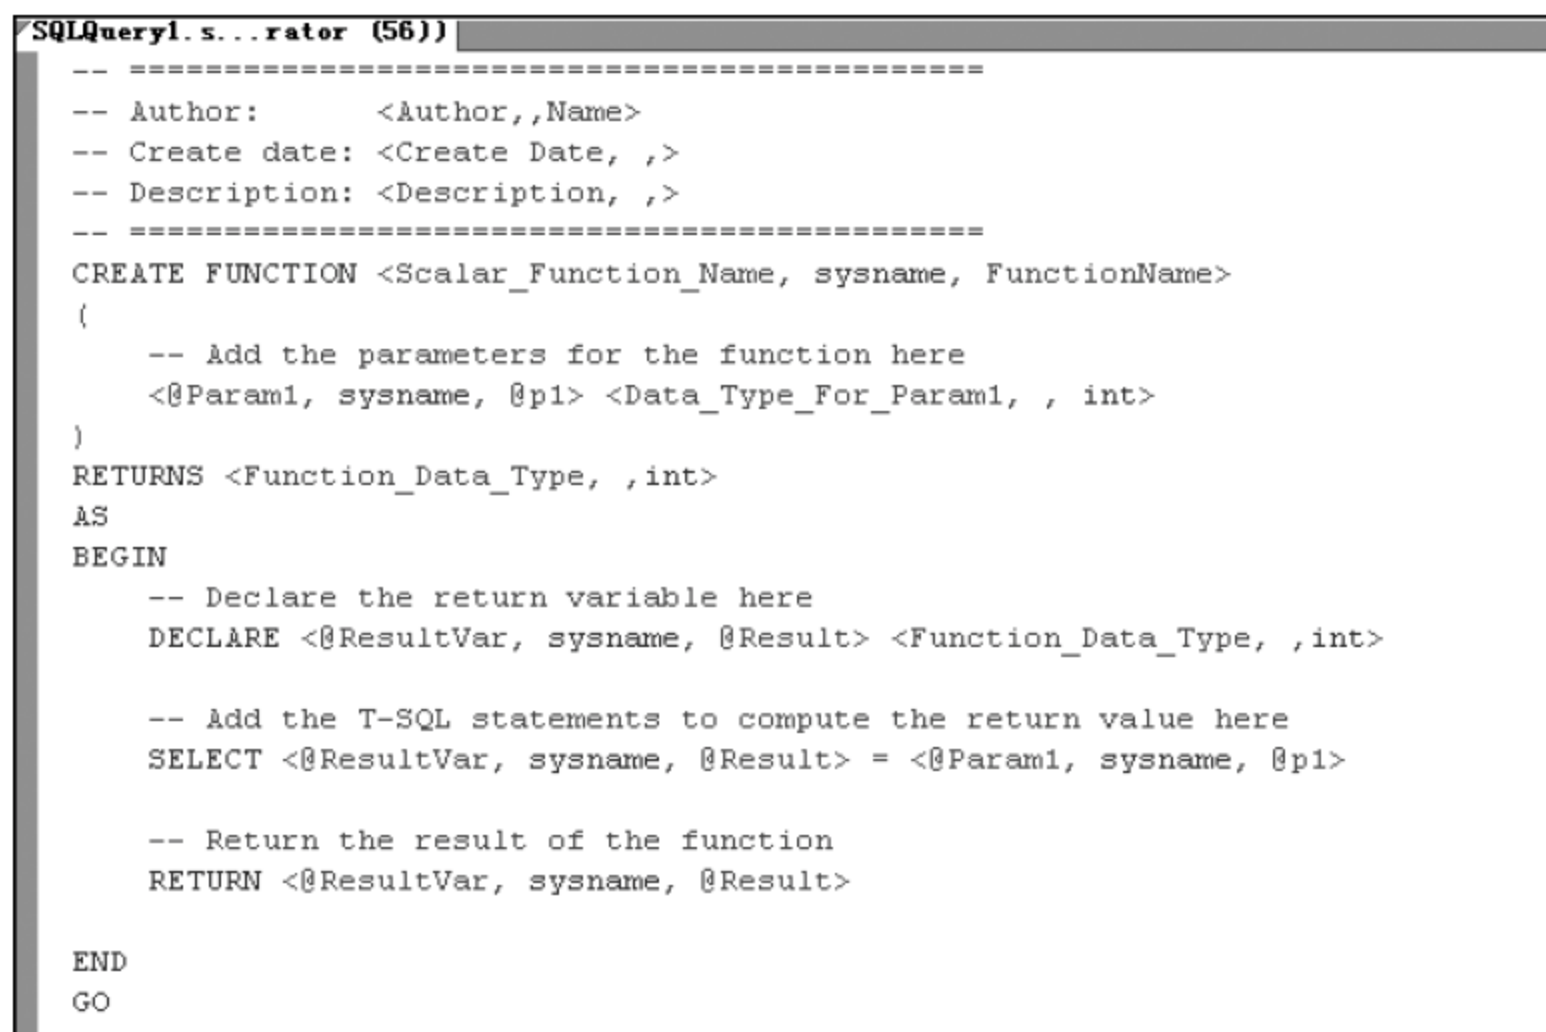 SQLQuery1.s...rator (56))
-- =============================================
-- Author:      <Author,,Name>
-- Create date: <Create Date, ,>
-- Description: <Description, ,>
-- =============================================
CREATE FUNCTION <Scalar_Function_Name, sysname, FunctionName>
(
    -- Add the parameters for the function here
    <@Param1, sysname, @p1> <Data_Type_For_Param1, , int>
)
RETURNS <Function_Data_Type, ,int>
AS
BEGIN
    -- Declare the return variable here
    DECLARE <@ResultVar, sysname, @Result> <Function_Data_Type, ,int>

    -- Add the T-SQL statements to compute the return value here
    SELECT <@ResultVar, sysname, @Result> = <@Param1, sysname, @p1>

    -- Return the result of the function
    RETURN <@ResultVar, sysname, @Result>

END
GO